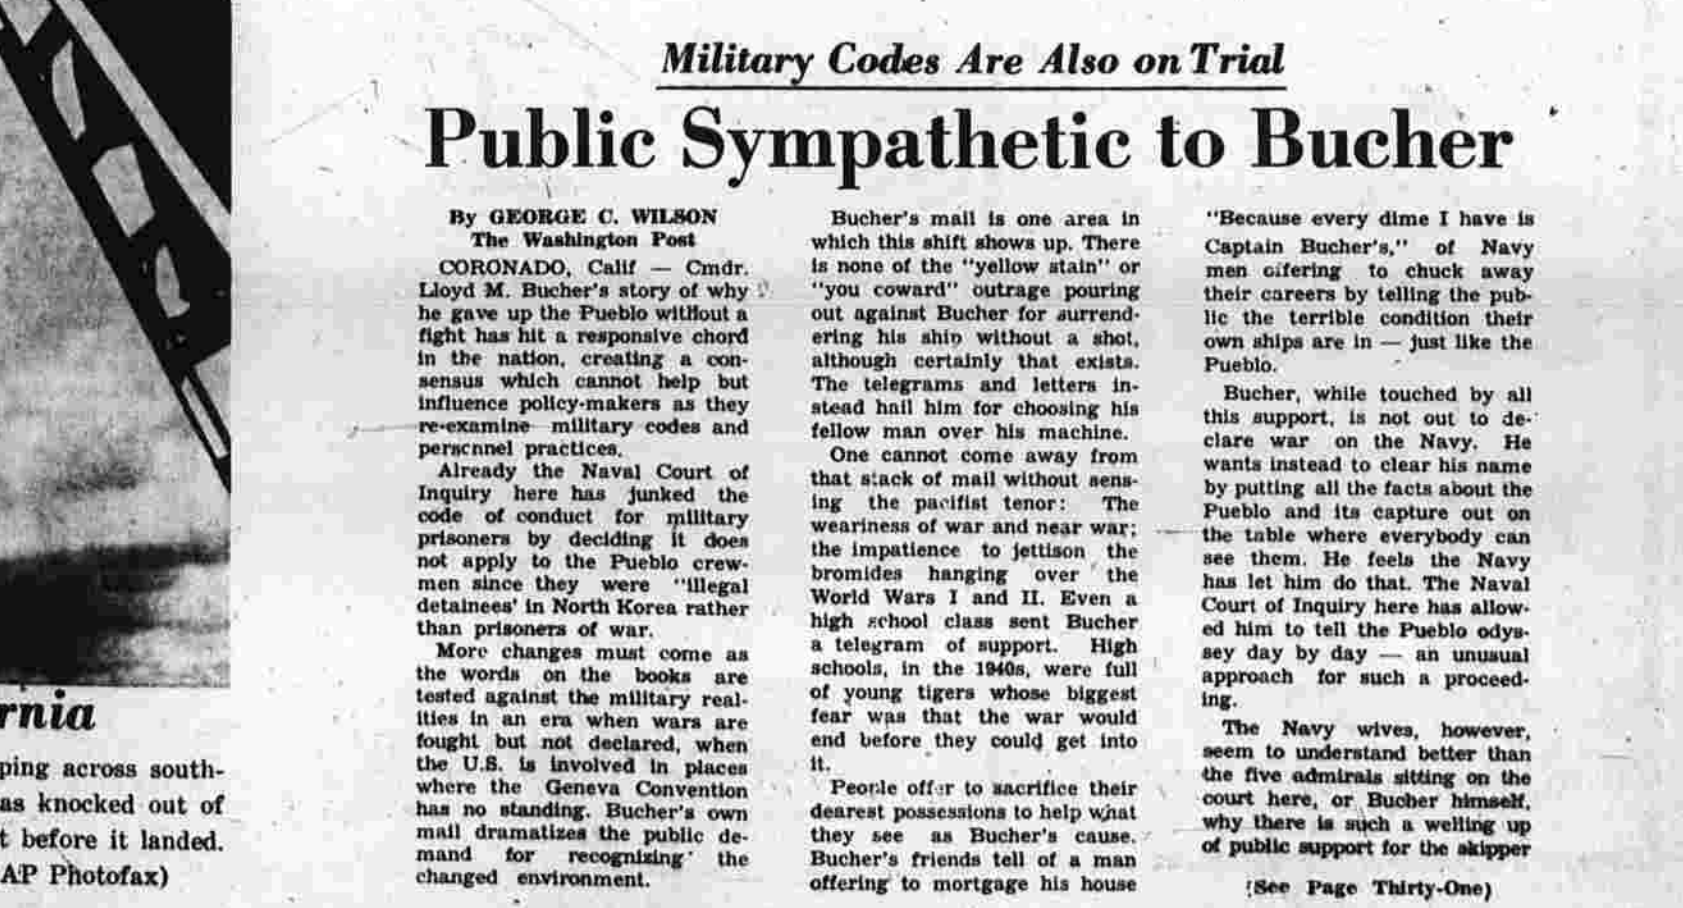 Military Codes Are Also on Trial
Public Sympathetic to Bucher
By GEORGE C. WILSON
The Washington Post
CORONADO, Calif — Cmdr.
Lloyd M. Bucher's story of why
he gave up the Pueblo without a
fight has hit a responsive chord
in the nation, creating a con-
sensus which cannot help but
influence policy-makers as they
re-examine military codes and
personnel practices.
Already the Naval Court of
Inquiry here has junked the
code of conduct for military
prisoners by deciding it does
not apply to the Pueblo crew-
men since they were "illegal
detainees' in North Korea rather
than prisoners of war.
More changes must come as
the words on the books are
tested against the military real-
ities in an era when wars are
fought but not declared, when
the U.S. is involved in places
where the Geneva Convention
has no standing. Bucher's own
mail dramatizes the public de-
mand for recognizing the
changed environment.
Bucher's mail is one area in
which this shift shows up. There
is none of the "yellow stain" or
"you coward" outrage pouring
out against Bucher for surrend-
ering his ship without a shot,
although certainly that exists.
The telegrams and letters in-
stead hail him for choosing his
fellow man over his machine.
One cannot come away from
that stack of mail without sens-
ing the pacifist tenor: The
weariness of war and near war;
the impatience to jettison the
bromides hanging over the
World Wars I and II. Even a
high school class sent Bucher
a telegram of support. High
schools, in the 1940s, were full
of young tigers whose biggest
fear was that the war would
end before they could get into
it.
People offer to sacrifice their
dearest possessions to help what
they see as Bucher's cause.
Bucher's friends tell of a man
offering to mortgage his house
"Because every dime I have is
Captain Bucher's," of Navy
men offering to chuck away
their careers by telling the pub-
lic the terrible condition their
own ships are in — just like the
Pueblo.
Bucher, while touched by all
this support, is not out to de-
clare war on the Navy. He
wants instead to clear his name
by putting all the facts about the
Pueblo and its capture out on
the table where everybody can
see them. He feels the Navy
has let him do that. The Naval
Court of Inquiry here has allow-
ed him to tell the Pueblo odys-
sey day by day — an unusual
approach for such a proceed-
ing.
The Navy wives, however,
seem to understand better than
the five admirals sitting on the
court here, or Bucher himself,
why there is such a welling up
of public support for the skipper
(See Page Thirty-One)
rnia
ping across south-
as knocked out of
t before it landed.
AP Photofax)